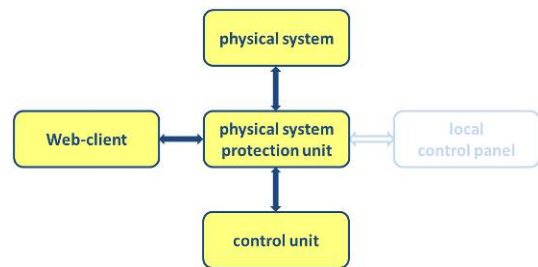 physical system
Web-client
physical system
protection unit
local
control panel
control unit